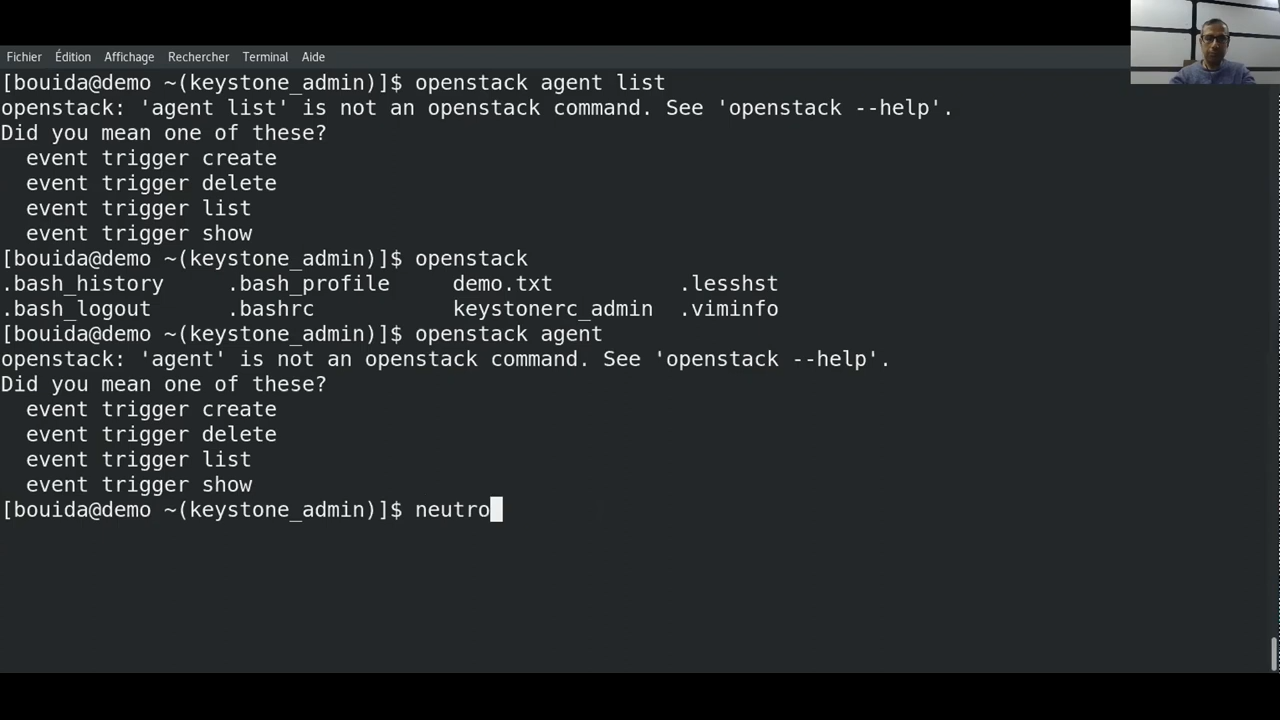 Fichier Édition Affichage Rechercher Terminal Aide
[bouida@demo ~(keystone_admin)]$ openstack agent list
openstack: 'agent list' is not an openstack command. See 'openstack --help'.
Did you mean one of these?
  event trigger create
  event trigger delete
  event trigger list
  event trigger show
[bouida@demo ~(keystone_admin)]$ openstack
.bash_history     .bash_profile     demo.txt          .lesshst
.bash_logout      .bashrc           keystonerc_admin  .viminfo
[bouida@demo ~(keystone_admin)]$ openstack agent
openstack: 'agent' is not an openstack command. See 'openstack --help'.
Did you mean one of these?
  event trigger create
  event trigger delete
  event trigger list
  event trigger show
[bouida@demo ~(keystone_admin)]$ neutro